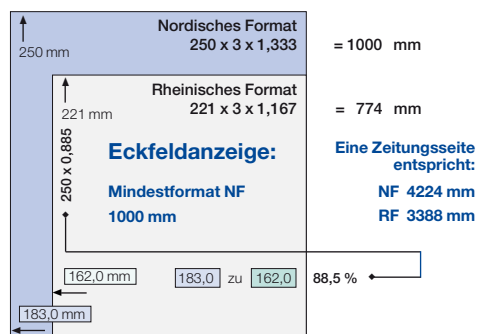 Nordisches Format
250 x 3 x 1,333 = 1000 mm
250 mm
Rheinisches Format
221 x 3 x 1,167 = 774 mm
221 mm
250 x 0,885
Eckfeldanzeige:
Mindestformat NF
1000 mm
Eine Zeitungsseite
entspricht:
NF 4224 mm
RF 3388 mm
162,0 mm
183,0 zu 162,0 88,5 %
183,0 mm